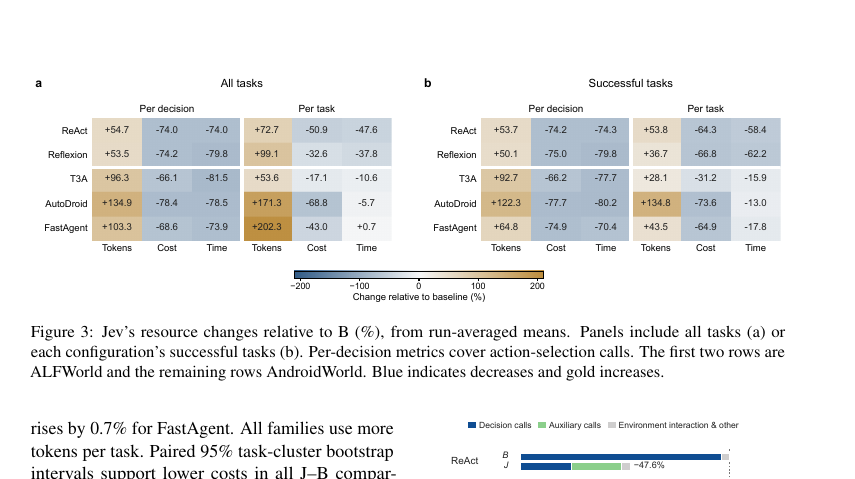 a All tasks
Per decision Per task
ReAct +54.7 -74.0 -74.0 +72.7 -50.9 -47.6
Reflexion +53.5 -74.2 -79.8 +99.1 -32.6 -37.8
T3A +96.3 -66.1 -81.5 +53.6 -17.1 -10.6
AutoDroid +134.9 -78.4 -78.5 +171.3 -68.8 -5.7
FastAgent +103.3 -68.6 -73.9 +202.3 -43.0 +0.7
Tokens Cost Time Tokens Cost Time
b Successful tasks
Per decision Per task
ReAct +53.7 -74.2 -74.3 +53.8 -64.3 -58.4
Reflexion +50.1 -75.0 -79.8 +36.7 -66.8 -62.2
T3A +92.7 -66.2 -77.7 +28.1 -31.2 -15.9
AutoDroid +122.3 -77.7 -80.2 +134.8 -73.6 -13.0
FastAgent +64.8 -74.9 -70.4 +43.5 -64.9 -17.8
Tokens Cost Time Tokens Cost Time
−200 −100 0 100 200
Change relative to baseline (%)
Figure 3: Jev’s resource changes relative to B (%), from run-averaged means. Panels include all tasks (a) or
each configuration’s successful tasks (b). Per-decision metrics cover action-selection calls. The first two rows are
ALFWorld and the remaining rows AndroidWorld. Blue indicates decreases and gold increases.
rises by 0.7% for FastAgent. All families use more
tokens per task. Paired 95% task-cluster bootstrap
intervals support lower costs in all J–B compar-
Decision calls Auxiliary calls Environment interaction & other
ReAct B
J −47.6%